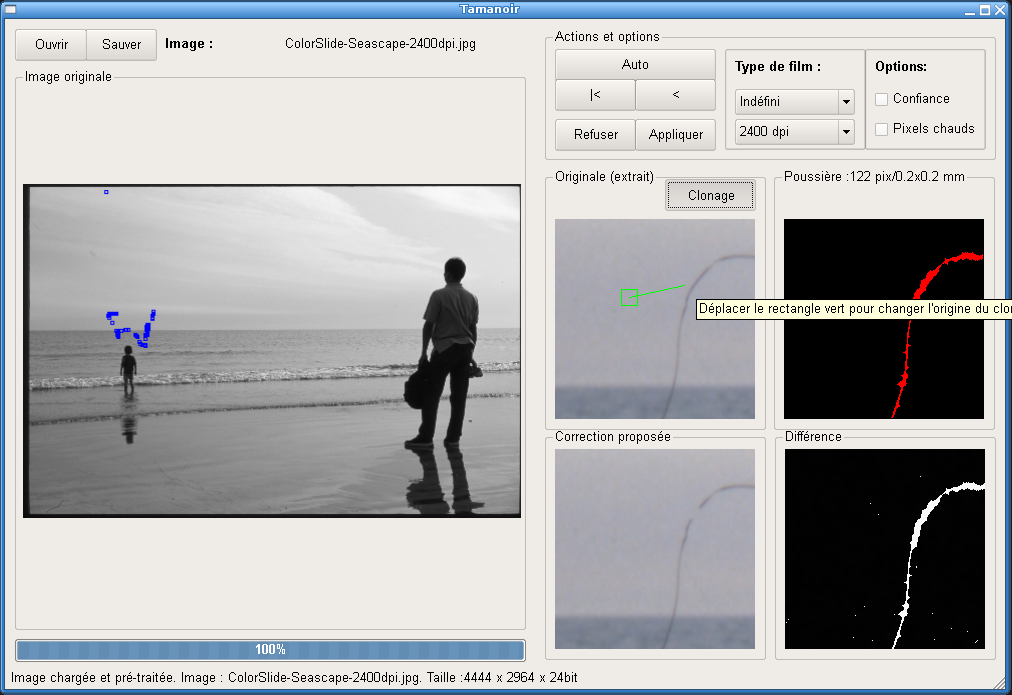 Tamanoir
Ouvrir
Sauver
Image :
ColorSlide-Seascape-2400dpi.jpg
Image originale
100%
Image chargée et pré-traitée. Image : ColorSlide-Seascape-2400dpi.jpg. Taille :4444 x 2964 x 24bit
Actions et options
Auto
|<
<
Refuser
Appliquer
Type de film :
Indéfini
2400 dpi
Options:
Confiance
Pixels chauds
Originale (extrait)
Clonage
Poussière :122 pix/0.2x0.2 mm
Déplacer le rectangle vert pour changer l'origine du
Correction proposée
Différence